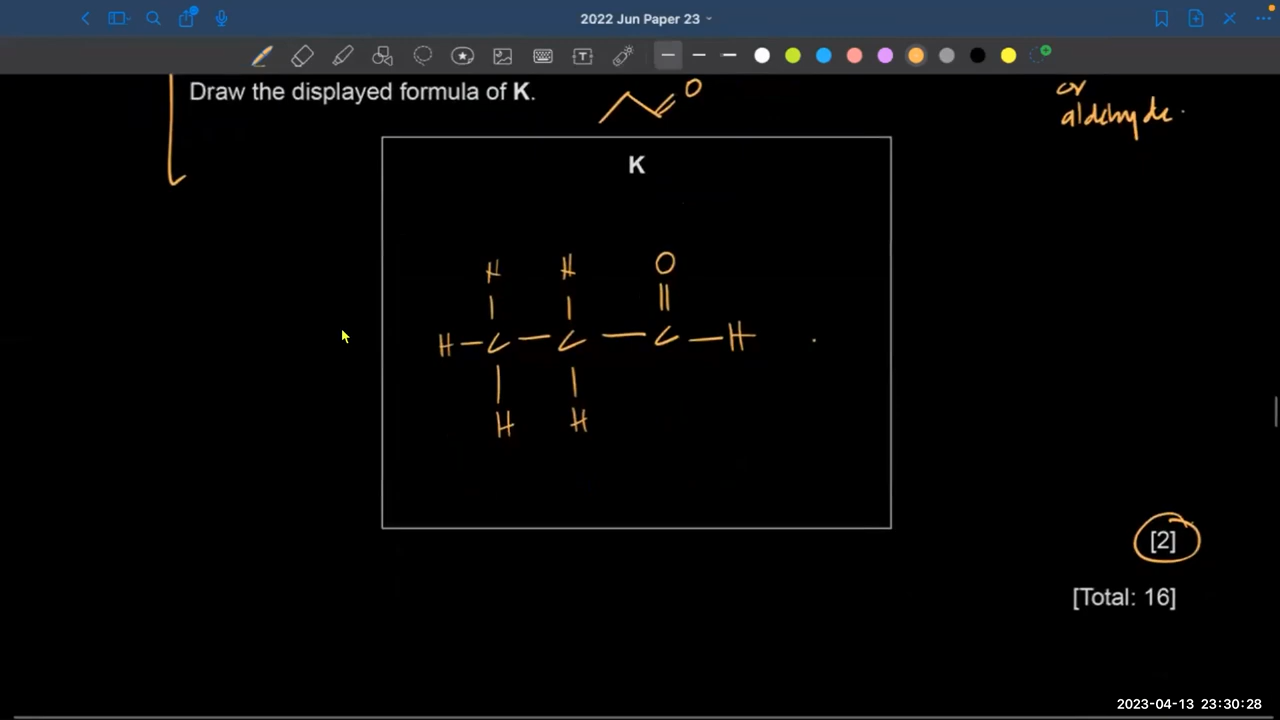 2022 Jun Paper 23
Draw the displayed formula of K.
O
or
aldehyde.
K
H H O
H C C C H
H H
[2]
[Total: 16]
2023-04-13 23:30:28